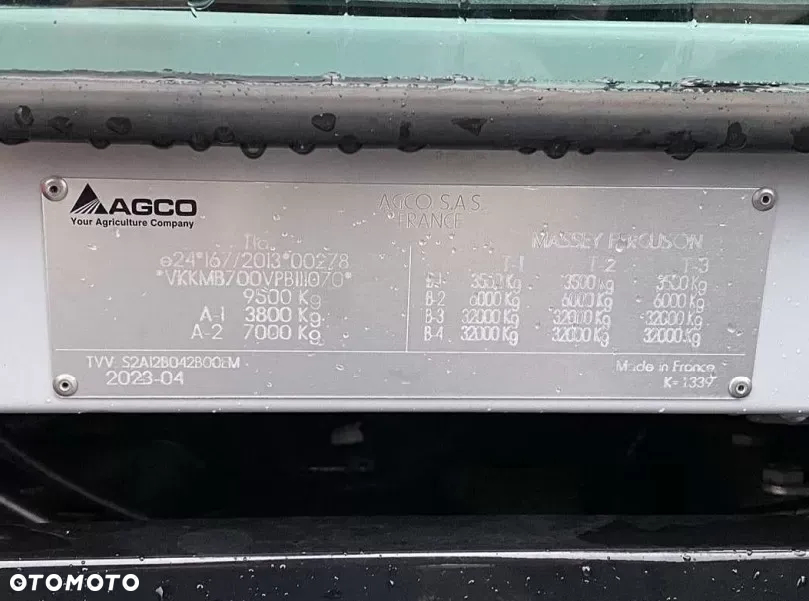 AGCO
Your Agriculture Company
AGCO S.A.S
FRANCE
e24*167/2013*00278
*VKKMB700VPB111070*
9500 Kg
A-1 3800 Kg
A-2 7000 Kg
MASSEY FERGUSON
T-1 T-2 T-3
B-1 3500 Kg 3500 Kg 3500 Kg
B-2 6000 Kg 6000 Kg 6000 Kg
B-3 32000 Kg 32000 Kg 32000 Kg
B-4 32000 Kg 32000 Kg 32000 Kg
TVV S2A12B042B00EM
2023-04
Made in France
K= 1339
OTOMOTO